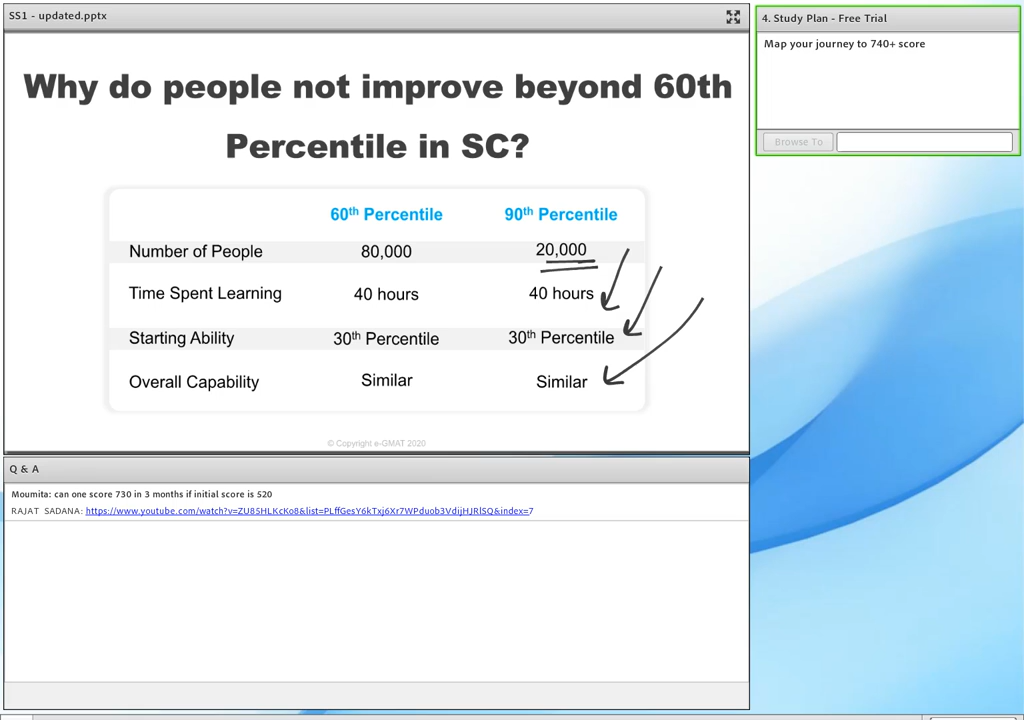 SS1 - updated.pptx
Why do people not improve beyond 60th
Percentile in SC?
60th Percentile 90th Percentile
Number of People 80,000 20,000
Time Spent Learning 40 hours 40 hours
Starting Ability 30th Percentile 30th Percentile
Overall Capability Similar Similar
© Copyright e-GMAT 2020
Q & A
Moumita: can one score 730 in 3 months if initial score is 520
RAJAT SADANA: https://www.youtube.com/watch?v=ZU85HLKcKo8&list=PLffGesY6kTxj6Xr7WPduob3VdijHJRlSQ&index=7
4. Study Plan - Free Trial
Map your journey to 740+ score
Browse To